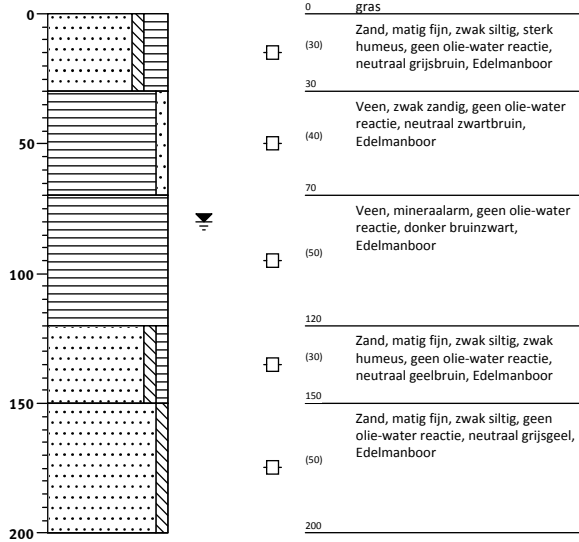 0
50
100
150
200
0 gras
(30)
Zand, matig fijn, zwak siltig, sterk
humeus, geen olie-water reactie,
neutraal grijsbruin, Edelmanboor
30
(40)
Veen, zwak zandig, geen olie-water
reactie, neutraal zwartbruin,
Edelmanboor
70
(50)
Veen, mineraalarm, geen olie-water
reactie, donker bruinzwart,
Edelmanboor
120
(30)
Zand, matig fijn, zwak siltig, zwak
humeus, geen olie-water reactie,
neutraal geelbruin, Edelmanboor
150
(50)
Zand, matig fijn, zwak siltig, geen
olie-water reactie, neutraal grijsgeel,
Edelmanboor
200